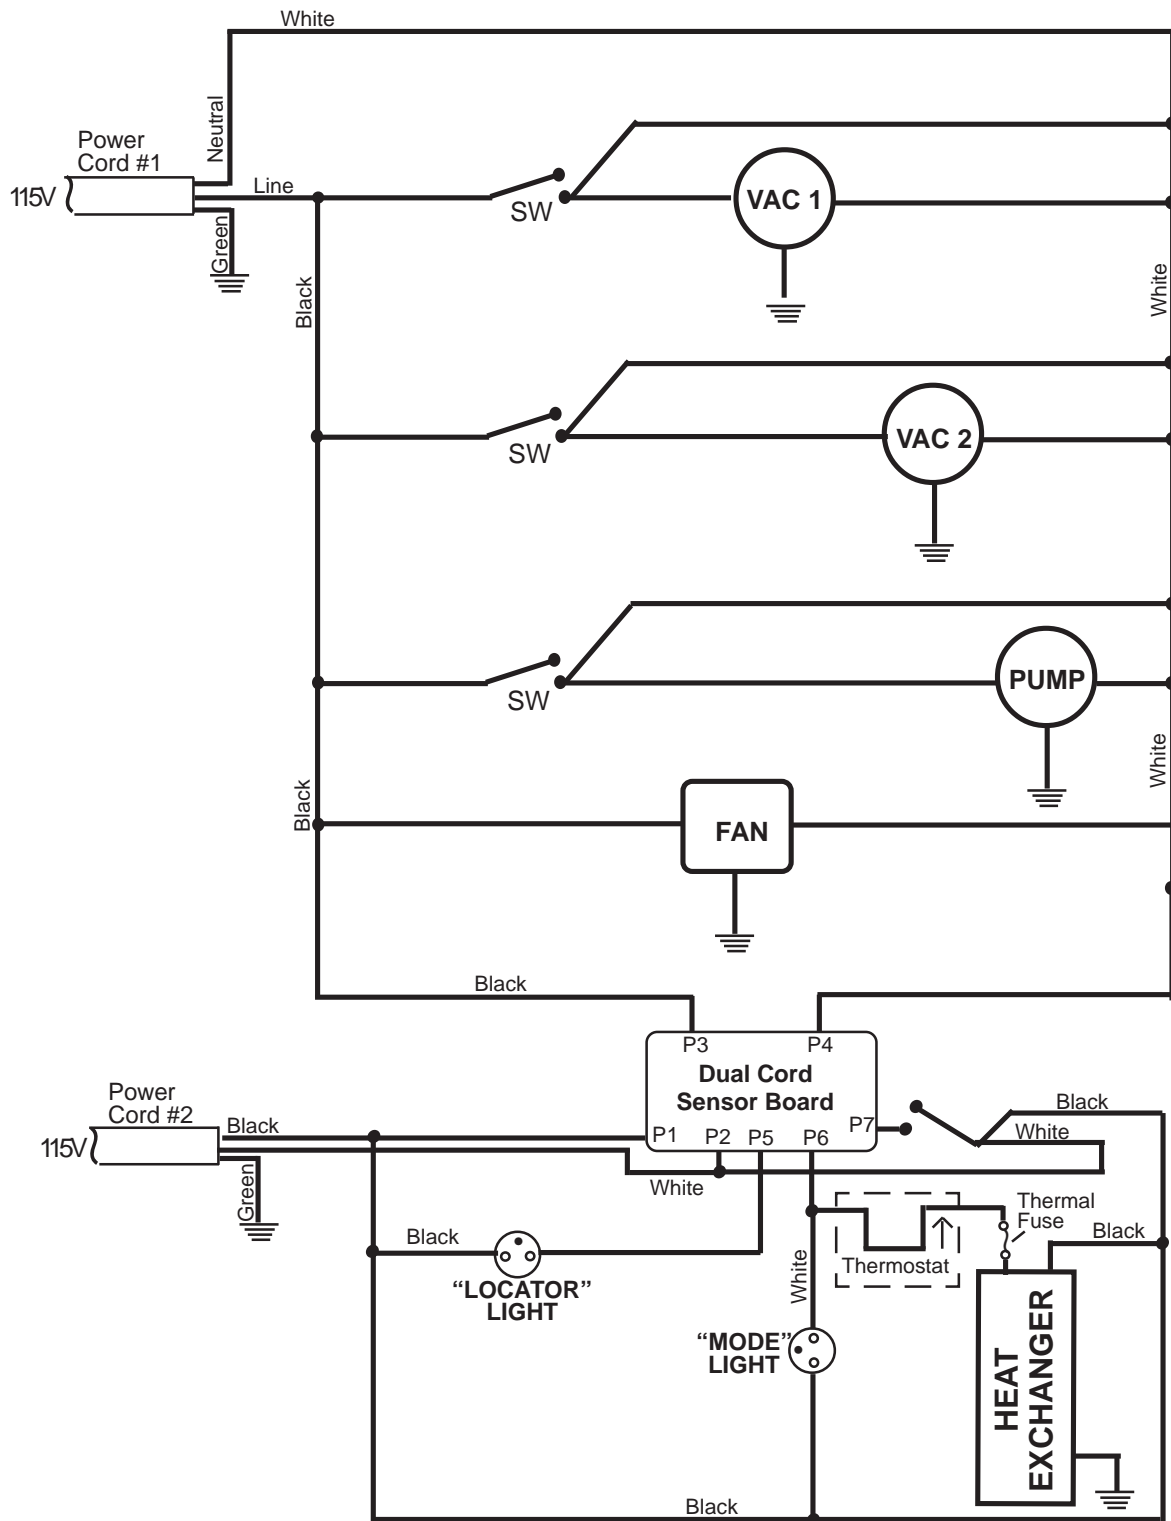 White
Neutral
Power
Cord #1
115V
Line
Green
SW
VAC 1
Black
White
SW
VAC 2
SW
PUMP
White
Black
FAN
Black
P3
P4
Dual Cord
Sensor Board
P1
P2
P5
P6
P7
Power
Cord #2
115V
Black
Green
White
Black
White
Black
"LOCATOR"
LIGHT
White
Thermostat
Thermal
Fuse
Black
"MODE"
LIGHT
HEAT
EXCHANGER
Black